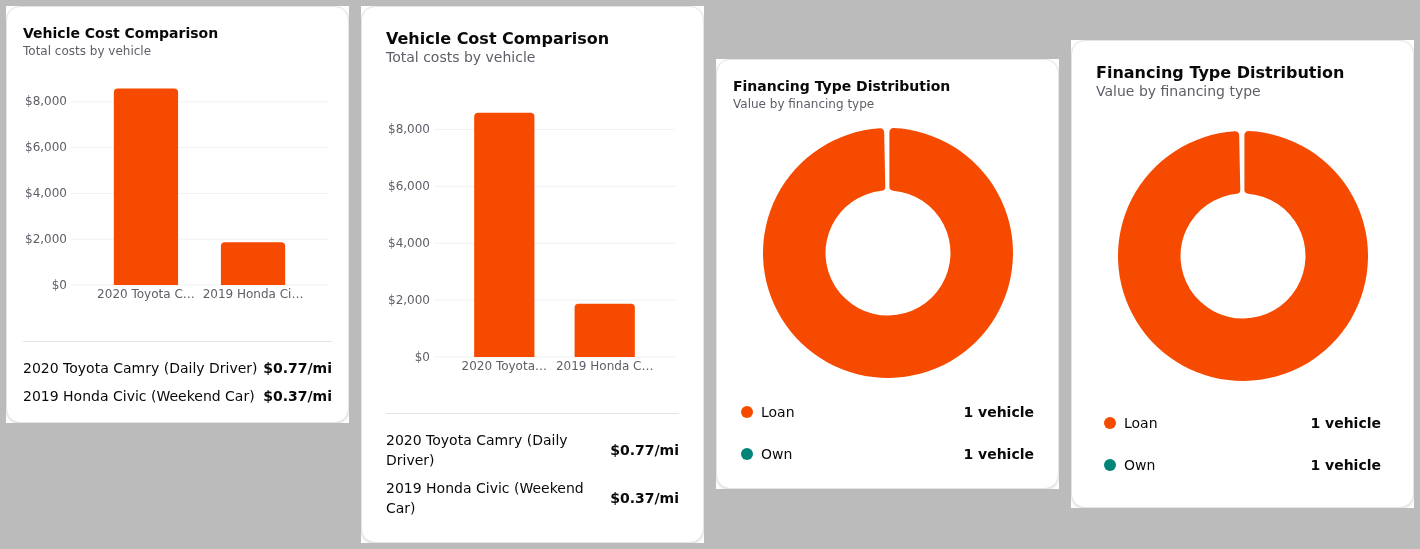 Vehicle Cost Comparison
Total costs by vehicle
$8,000
$6,000
$4,000
$2,000
$0
2020 Toyota C… 2019 Honda Ci…
2020 Toyota Camry (Daily Driver) $0.77/mi
2019 Honda Civic (Weekend Car) $0.37/mi
Vehicle Cost Comparison
Total costs by vehicle
$8,000
$6,000
$4,000
$2,000
$0
2020 Toyota… 2019 Honda C…
2020 Toyota Camry (Daily
Driver)
$0.77/mi
2019 Honda Civic (Weekend
Car)
$0.37/mi
Financing Type Distribution
Value by financing type
Loan 1 vehicle
Own 1 vehicle
Financing Type Distribution
Value by financing type
Loan 1 vehicle
Own 1 vehicle